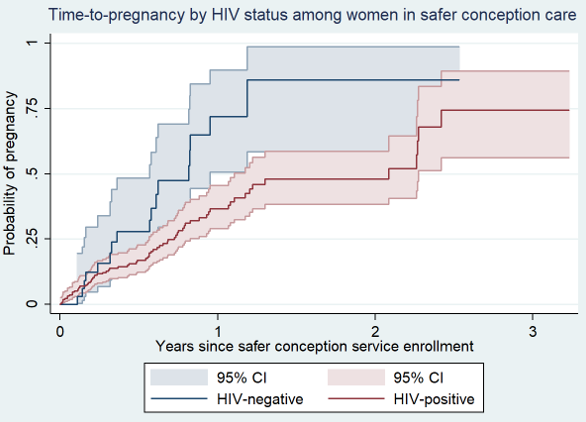 Time-to-pregnancy by HIV status among women in safer conception care
Probability of pregnancy
1
.75
.5
.25
0
0 1 2 3
Years since safer conception service enrollment
95% CI 95% CI
HIV-negative HIV-positive